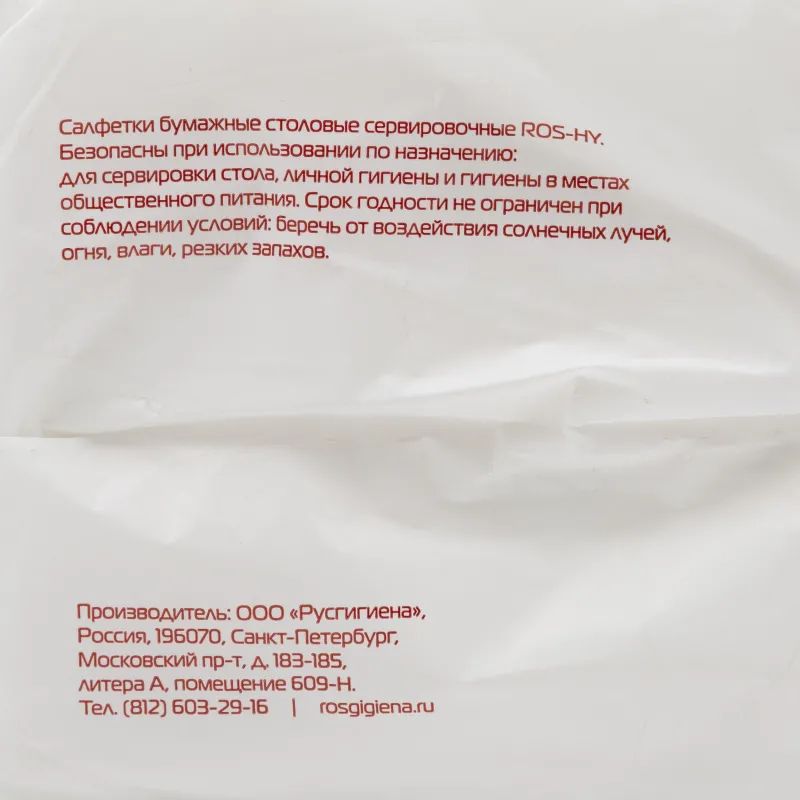 Салфетки бумажные столовые сервировочные ROS-HY.
Безопасны при использовании по назначению:
для сервировки стола, личной гигиены и гигиены в местах
общественного питания. Срок годности не ограничен при
соблюдении условий: беречь от воздействия солнечных лучей,
огня, влаги, резких запахов.
Производитель: ООО «Русгигиена»,
Россия, 196070, Санкт-Петербург,
Московский пр-т, д. 183-185,
литера А, помещение 609-Н.
Тел. (812) 603-29-16 | rosgigiena.ru